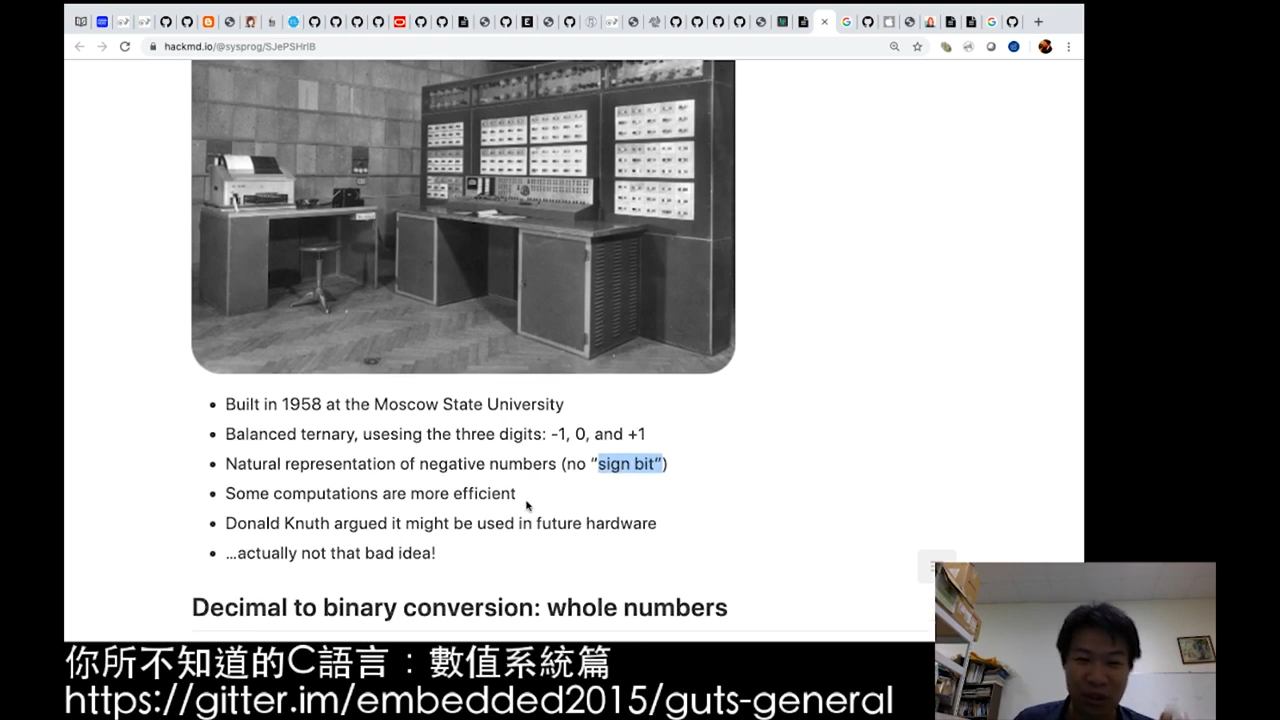 hackmd.io/@sysprog/SJePSHrlB
Built in 1958 at the Moscow State University
Balanced ternary, usesing the three digits: -1, 0, and +1
Natural representation of negative numbers (no “sign bit”)
Some computations are more efficient
Donald Knuth argued it might be used in future hardware
…actually not that bad idea!
Decimal to binary conversion: whole numbers
你所不知道的C語言：數值系統篇
https://gitter.im/embedded2015/guts-general